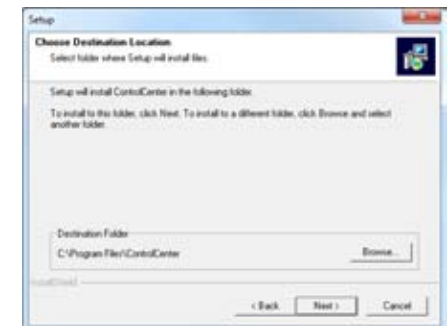 Setup
Choose Destination Location
Select folder where Setup will install files.
Setup will install ControlCenter in the following folder.
To install to this folder, click Next. To install to a different folder, click Browse and select
another folder.
Destination Folder
C:\Program Files\ControlCenter
Browse...
InstallShield
< Back
Next >
Cancel